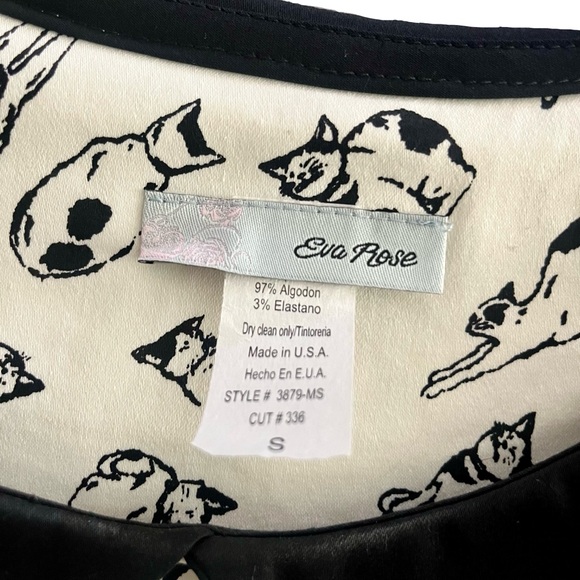 Eva Rose
97% Algodon
3% Elastano
Dry clean only/Tintoreria
Made in U.S.A.
Hecho En E.U.A.
STYLE # 3879-MS
CUT # 336
S